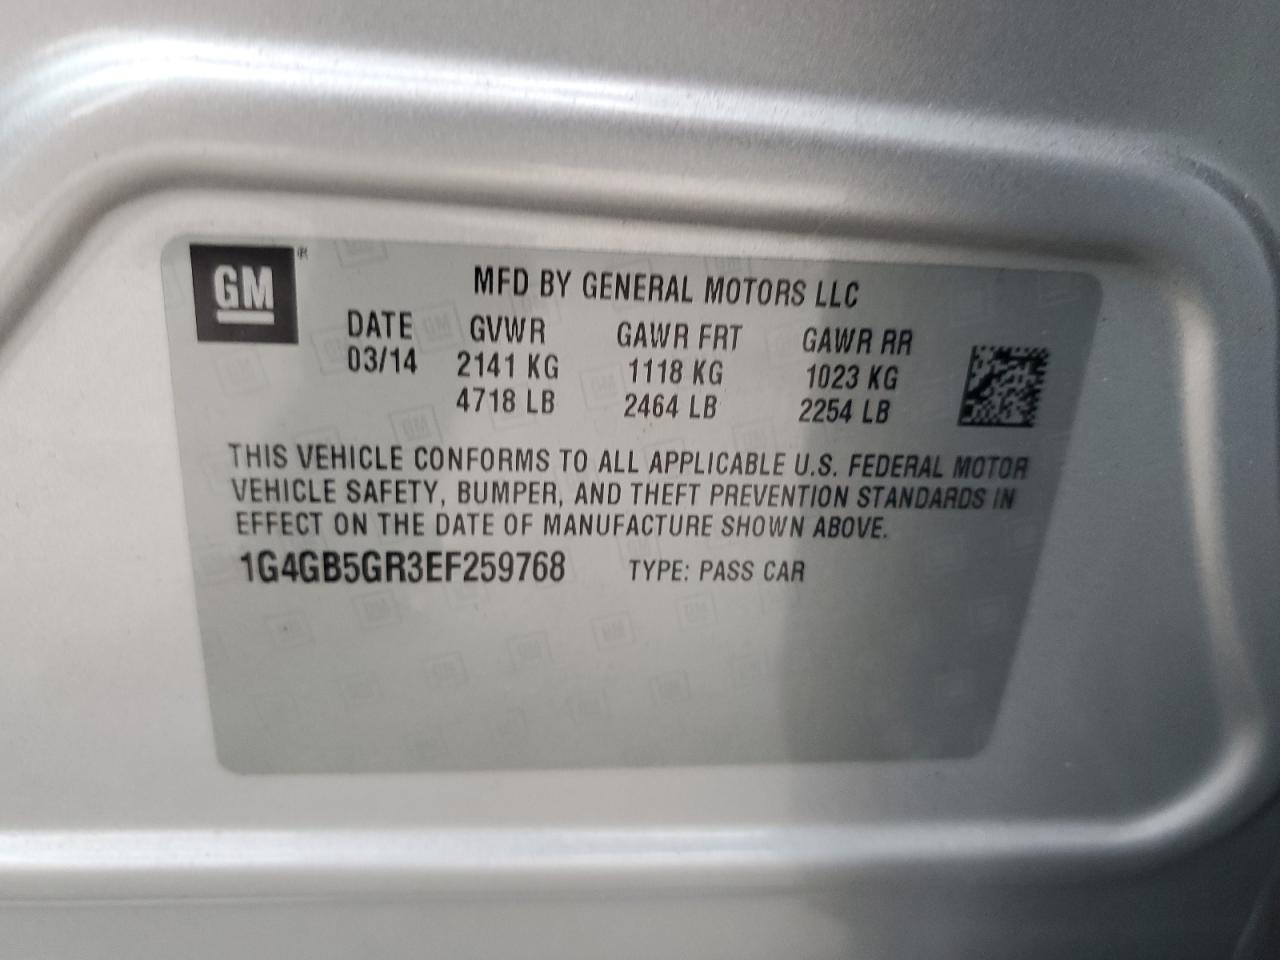 GM®
MFD BY GENERAL MOTORS LLC
DATE GVWR GAWR FRT GAWR RR
03/14 2141 KG 1118 KG 1023 KG
4718 LB 2464 LB 2254 LB
THIS VEHICLE CONFORMS TO ALL APPLICABLE U.S. FEDERAL MOTOR
VEHICLE SAFETY, BUMPER, AND THEFT PREVENTION STANDARDS IN
EFFECT ON THE DATE OF MANUFACTURE SHOWN ABOVE.
1G4GB5GR3EF259768 TYPE: PASS CAR